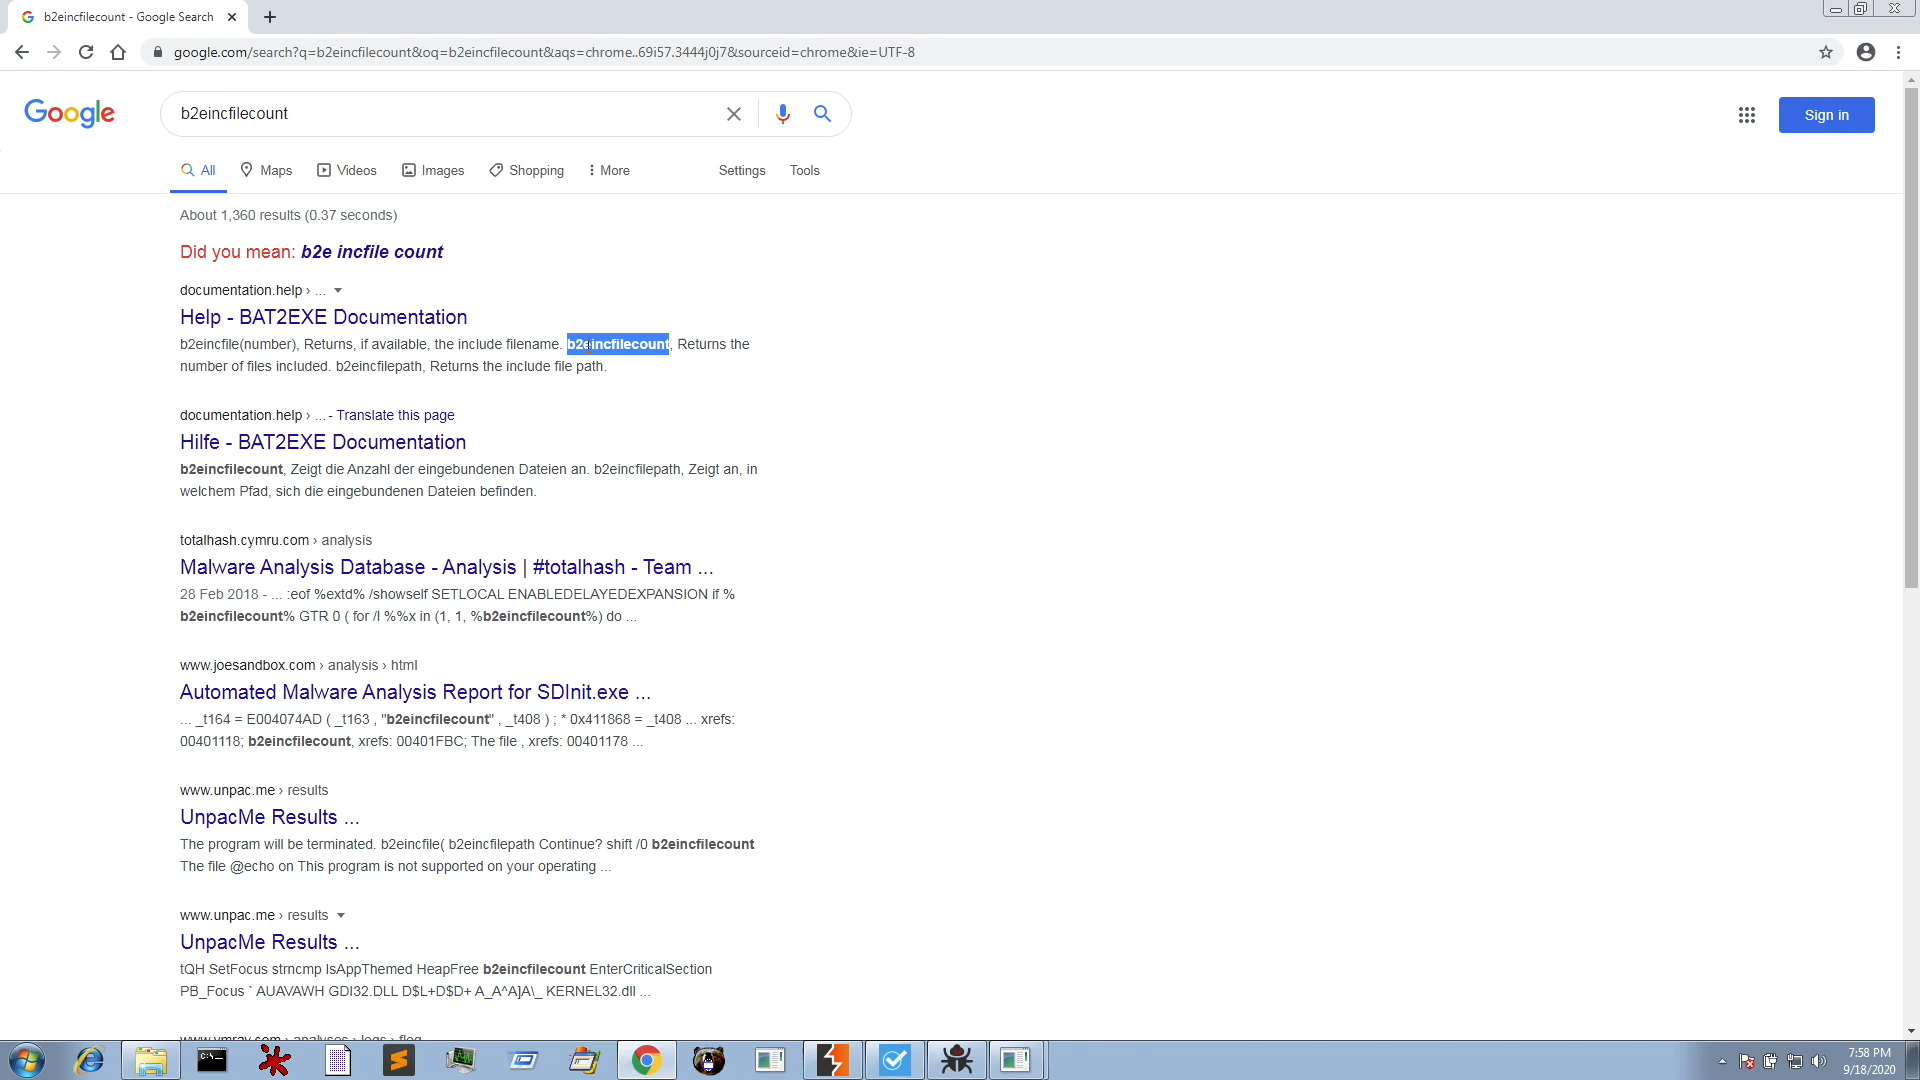 b2eincfilecount - Google Search
google.com/search?q=b2eincfilecount&oq=b2eincfilecount&aqs=chrome..69i57.3444j0j7&sourceid=chrome&ie=UTF-8
Google
b2eincfilecount
Sign in
All
Maps
Videos
Images
Shopping
More
Settings
Tools
About 1,360 results (0.37 seconds)
Did you mean: b2e incfile count
documentation.help › ...
Help - BAT2EXE Documentation
b2eincfile(number), Returns, if available, the include filename. b2eincfilecount, Returns the
number of files included. b2eincfilepath, Returns the include file path.
documentation.help › ... - Translate this page
Hilfe - BAT2EXE Documentation
b2eincfilecount, Zeigt die Anzahl der eingebundenen Dateien an. b2eincfilepath, Zeigt an, in
welchem Pfad, sich die eingebundenen Dateien befinden.
totalhash.cymru.com › analysis
Malware Analysis Database - Analysis | #totalhash - Team ...
28 Feb 2018 - ... :eof %extd% /showself SETLOCAL ENABLEDELAYEDEXPANSION if %
b2eincfilecount% GTR 0 ( for /l %%x in (1, 1, %b2eincfilecount%) do ...
www.joesandbox.com › analysis › html
Automated Malware Analysis Report for SDInit.exe ...
... _t164 = E004074AD ( _t163 , "b2eincfilecount" , _t408 ) ; * 0x411868 = _t408 ... xrefs:
00401118; b2eincfilecount, xrefs: 00401FBC; The file , xrefs: 00401178 ...
www.unpac.me › results
UnpacMe Results ...
The program will be terminated. b2eincfile( b2eincfilepath Continue? shift /0 b2eincfilecount
The file @echo on This program is not supported on your operating ...
www.unpac.me › results
UnpacMe Results ...
tQH SetFocus strncmp IsAppThemed HeapFree b2eincfilecount EnterCriticalSection
PB_Focus ` AUAVAWH GDI32.DLL D$L+D$D+ A_A^A]A\_ KERNEL32.dll ...
www.vmray.com › analyses › logs › flog
7:58 PM
9/18/2020